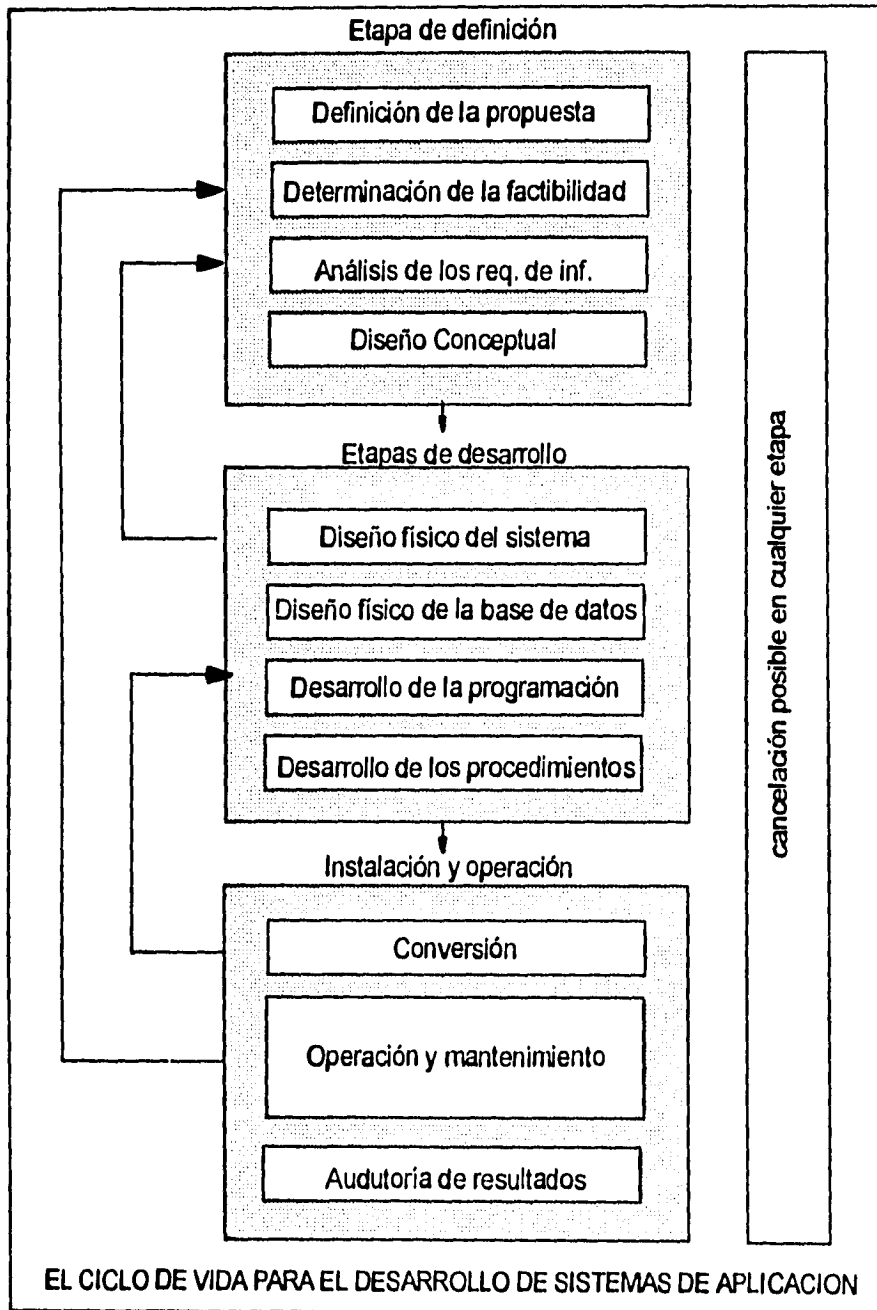 Etapa de definición
Definición de la propuesta
Determinación de la factibilidad
Análisis de los req. de inf.
Diseño Conceptual
Etapas de desarrollo
Diseño físico del sistema
Diseño físico de la base de datos
Desarrollo de la programación
Desarrollo de los procedimientos
Instalación y operación
Conversión
Operación y mantenimiento
Audutoría de resultados
cancelación posible en cualquier etapa
EL CICLO DE VIDA PARA EL DESARROLLO DE SISTEMAS DE APLICACION